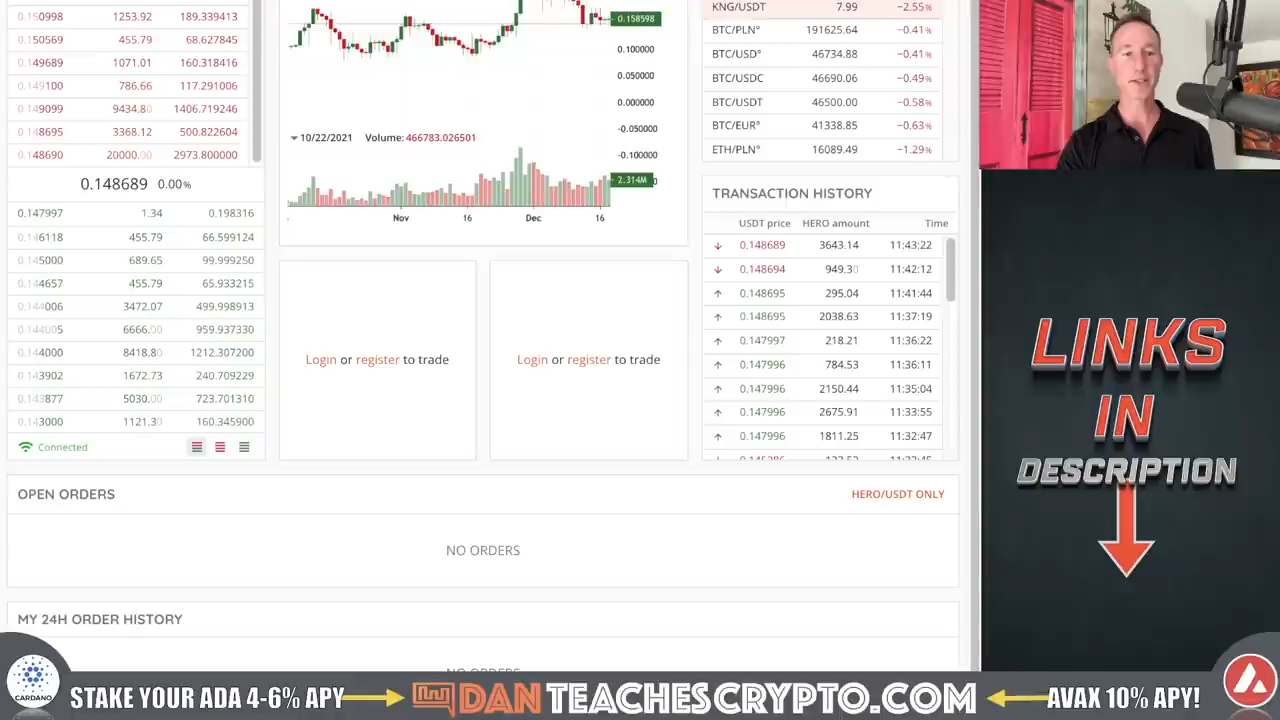 0.150998 1253.92 189.339413
0.150569 455.79 68.627845
0.149689 1071.01 160.318416
0.149100 786.66 117.291006
0.149099 9434.80 1406.719246
0.148695 3368.12 500.822604
0.148690 20000.00 2973.800000
0.148689 0.00%
0.147997 1.34 0.198316
0.146118 455.79 66.599124
0.145000 689.65 99.999250
0.144657 455.79 65.933215
0.144006 3472.07 499.998913
0.144005 6666.00 959.937330
0.144000 8418.80 1212.307200
0.143902 1672.73 240.709229
0.143877 5030.00 723.701310
0.143000 1121.30 160.345900
Connected
0.158598
0.100000
0.050000
0.000000
-0.050000
-0.100000
10/22/2021 Volume: 466783.026501
2.314M
Nov 16 Dec 16
Login or register to trade
Login or register to trade
KNG/USDT 7.99 −2.55%
BTC/PLN° 191625.64 −0.41%
BTC/USD° 46734.88 −0.41%
BTC/USDC 46690.06 −0.49%
BTC/USDT 46500.00 −0.58%
BTC/EUR° 41338.85 −0.63%
ETH/PLN° 16089.49 −1.29%
TRANSACTION HISTORY
USDT price HERO amount Time
0.148689 3643.14 11:43:22
0.148694 949.30 11:42:12
0.148695 295.04 11:41:44
0.148695 2038.63 11:37:19
0.147997 218.21 11:36:22
0.147996 784.53 11:36:11
0.147996 2150.44 11:35:04
0.147996 2675.91 11:33:55
0.147996 1811.25 11:32:47
OPEN ORDERS
HERO/USDT ONLY
NO ORDERS
MY 24H ORDER HISTORY
NO ORDERS
LINKS
IN
DESCRIPTION
CARDANO
STAKE YOUR ADA 4-6% APY
DANTEACHESCRYPTO.COM
AVAX 10% APY!